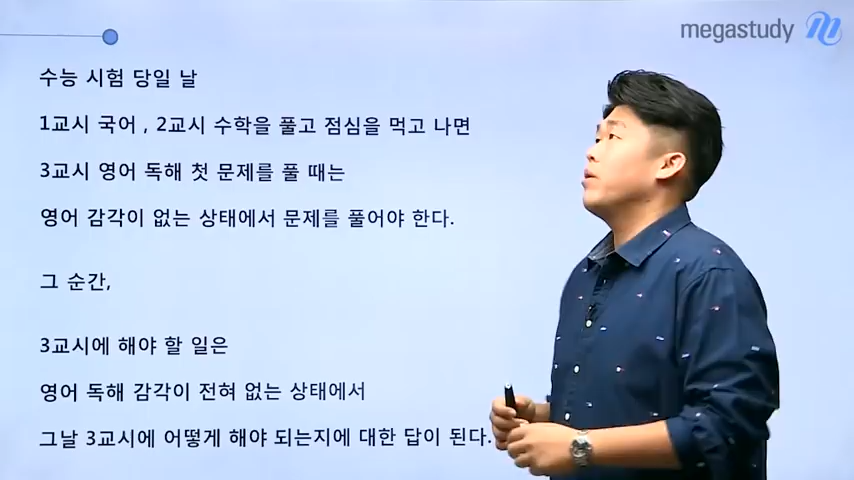 megastudy
수능 시험 당일 날
1교시 국어 , 2교시 수학을 풀고 점심을 먹고 나면
3교시 영어 독해 첫 문제를 풀 때는
영어 감각이 없는 상태에서 문제를 풀어야 한다.
그 순간,
3교시에 해야 할 일은
영어 독해 감각이 전혀 없는 상태에서
그날 3교시에 어떻게 해야 되는지에 대한 답이 된다.